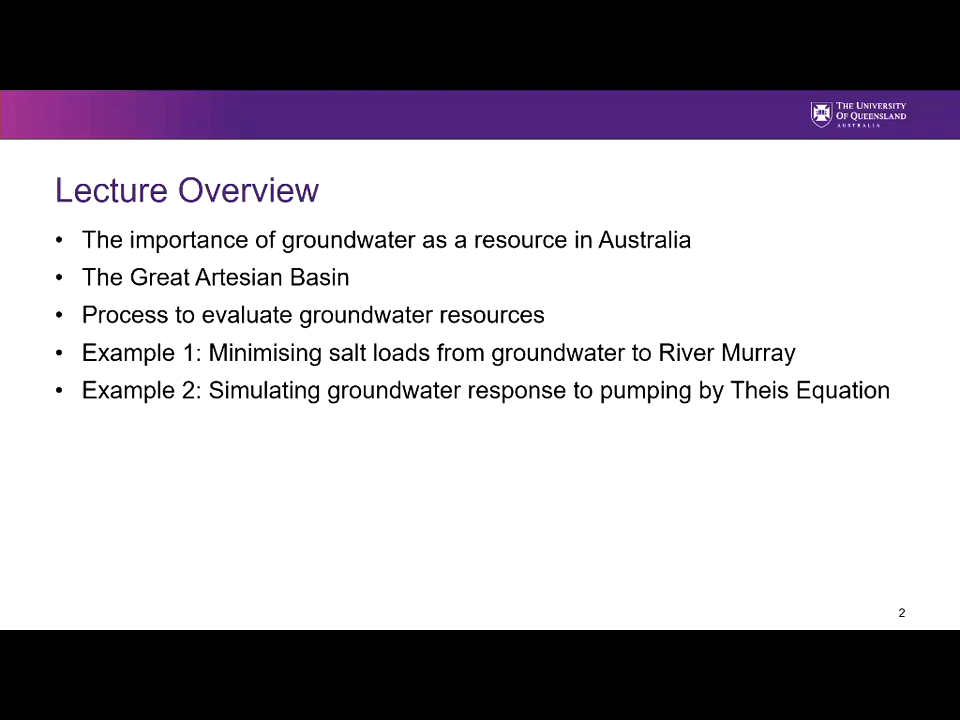 THE UNIVERSITY
OF QUEENSLAND
AUSTRALIA
Lecture Overview
• The importance of groundwater as a resource in Australia
• The Great Artesian Basin
• Process to evaluate groundwater resources
• Example 1: Minimising salt loads from groundwater to River Murray
• Example 2: Simulating groundwater response to pumping by Theis Equation
2